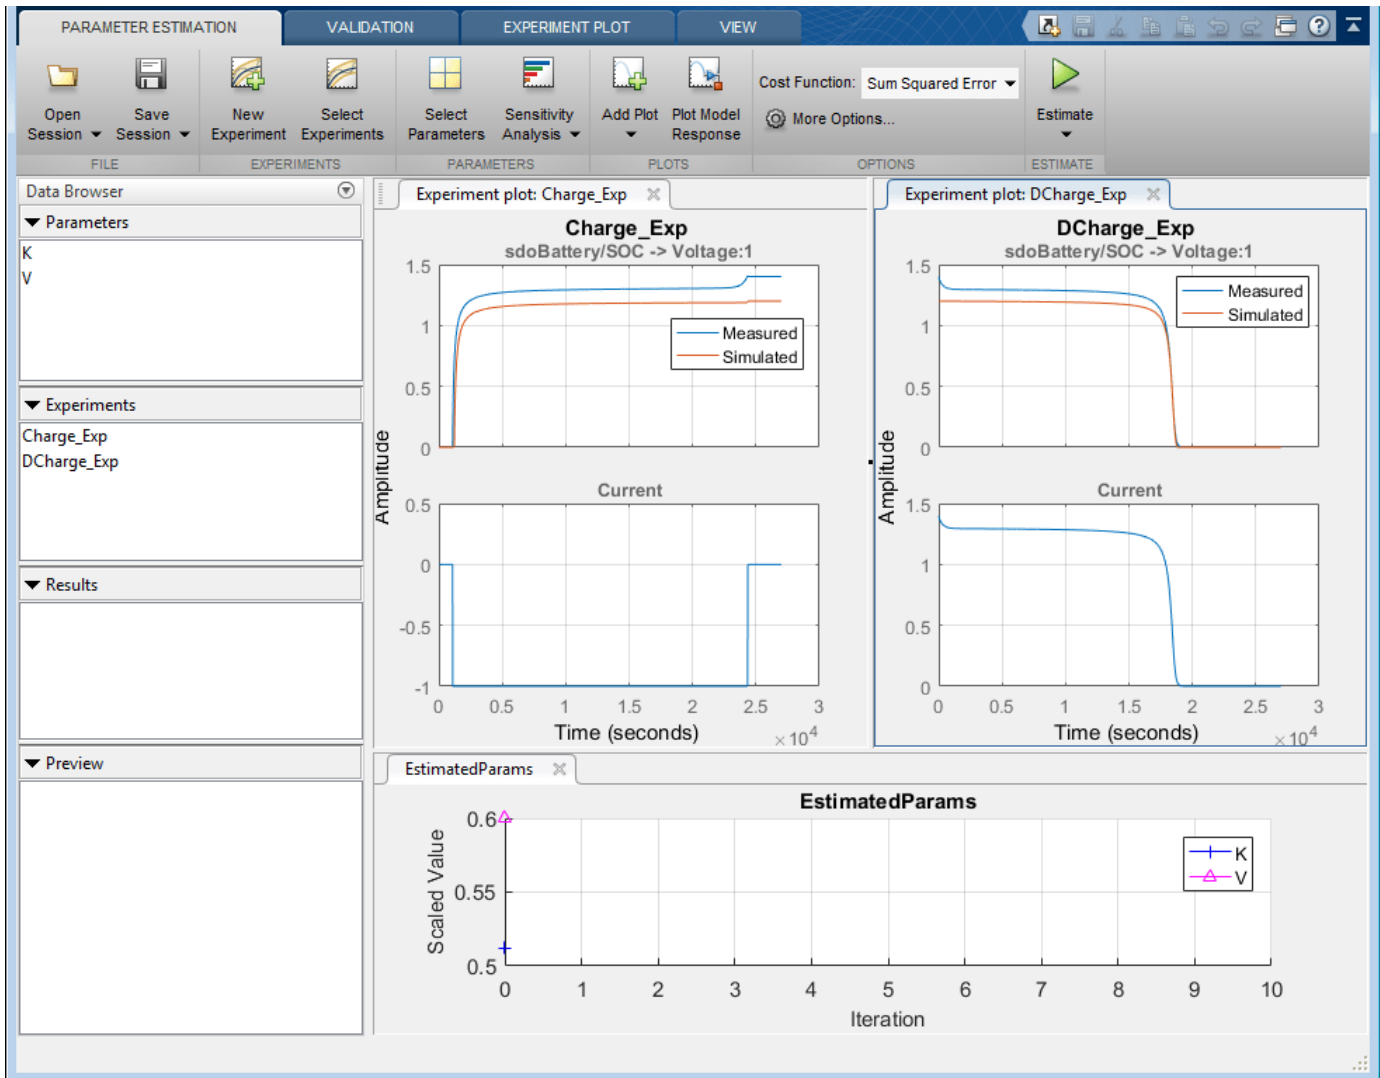 PARAMETER ESTIMATION VALIDATION EXPERIMENT PLOT VIEW
Open Session Save Session New Experiment Select Experiments Select Parameters Sensitivity Analysis Add Plot Plot Model Response Cost Function: Sum Squared Error Estimate
More Options...
FILE EXPERIMENTS PARAMETERS PLOTS OPTIONS ESTIMATE
Data Browser
Parameters
K
V
Experiments
Charge_Exp
DCharge_Exp
Results
Preview
Experiment plot: Charge_Exp
Charge_Exp
sdoBattery/SOC -> Voltage:1
1.5
1
0.5
0
Measured
Simulated
Amplitude
Current
0.5
0
-0.5
-1
0 0.5 1 1.5 2 2.5 3
Time (seconds)
×10^4
Experiment plot: DCharge_Exp
DCharge_Exp
sdoBattery/SOC -> Voltage:1
1.5
1
0.5
0
Measured
Simulated
Amplitude
Current
1.5
1
0.5
0
0 0.5 1 1.5 2 2.5 3
Time (seconds)
×10^4
EstimatedParams
EstimatedParams
0.6
0.55
0.5
Scaled Value
K
V
0 1 2 3 4 5 6 7 8 9 10
Iteration